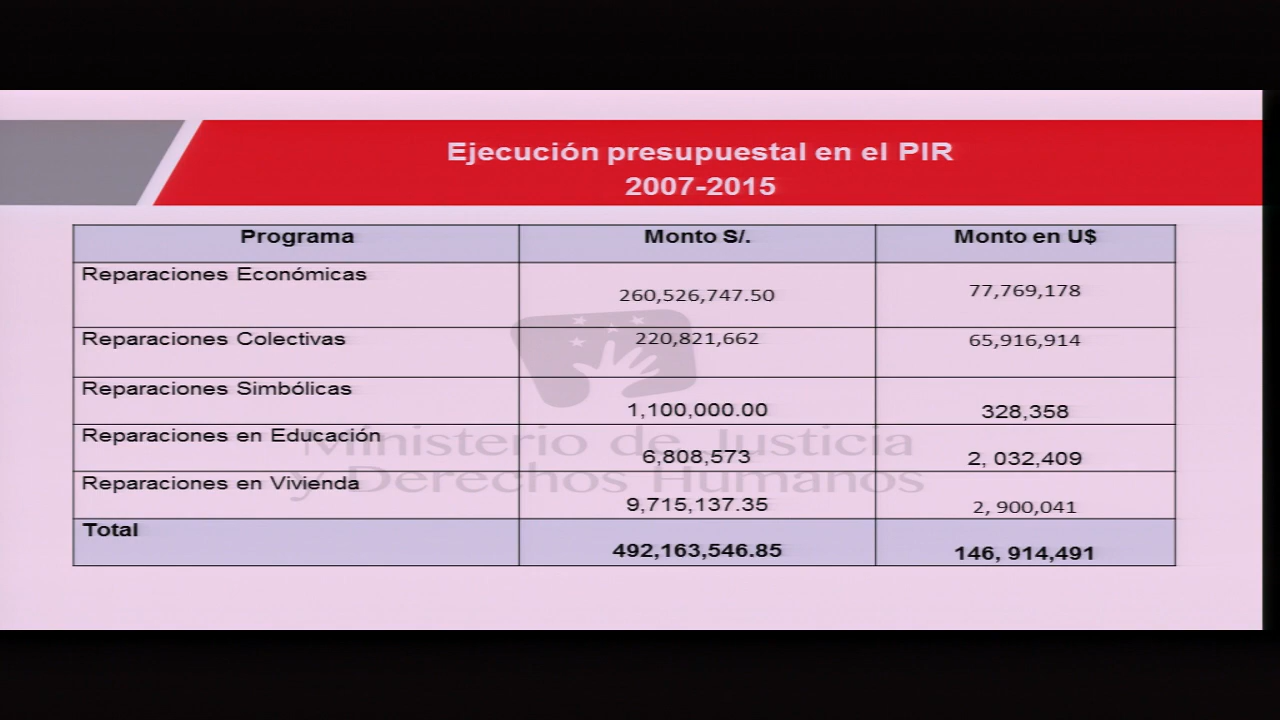 Ejecución presupuestal en el PIR
2007-2015
Programa Monto S/. Monto en U$
Reparaciones Económicas 260,526,747.50 77,769,178
Reparaciones Colectivas 220,821,662 65,916,914
Reparaciones Simbólicas 1,100,000.00 328,358
Reparaciones en Educación 6,808,573 2, 032,409
Reparaciones en Vivienda 9,715,137.35 2, 900,041
Total 492,163,546.85 146, 914,491
Ministerio de Justicia
y Derechos Humanos